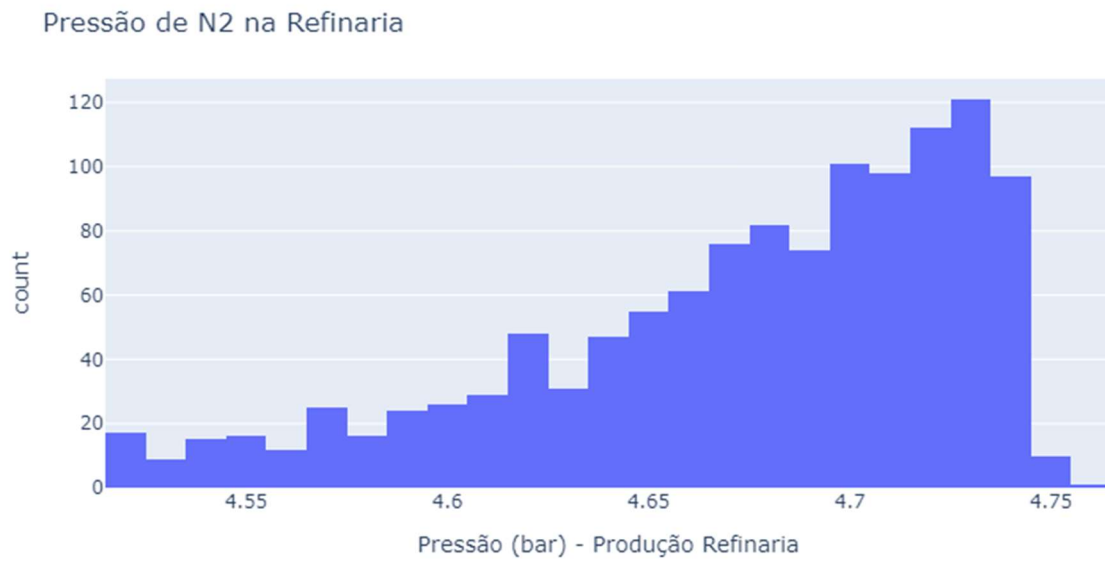 Pressão de N2 na Refinaria
120
100
80
60
40
20
0
count
4.55 4.6 4.65 4.7 4.75
Pressão (bar) - Produção Refinaria